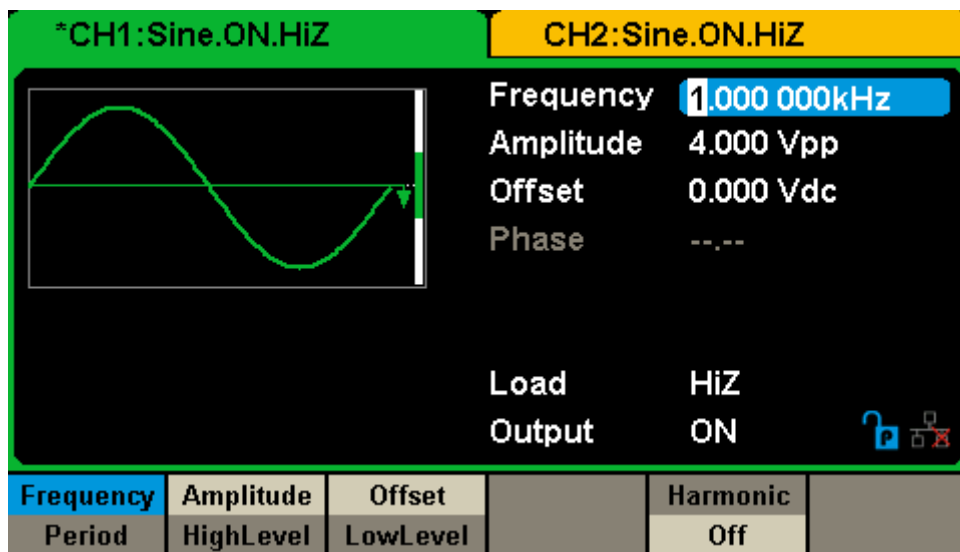 *CH1:Sine.ON.HiZ CH2:Sine.ON.HiZ
Frequency 1.000 000kHz
Amplitude 4.000 Vpp
Offset 0.000 Vdc
Phase --.--
Load HiZ
Output ON
P
Frequency Amplitude Offset Harmonic
Period HighLevel LowLevel Off